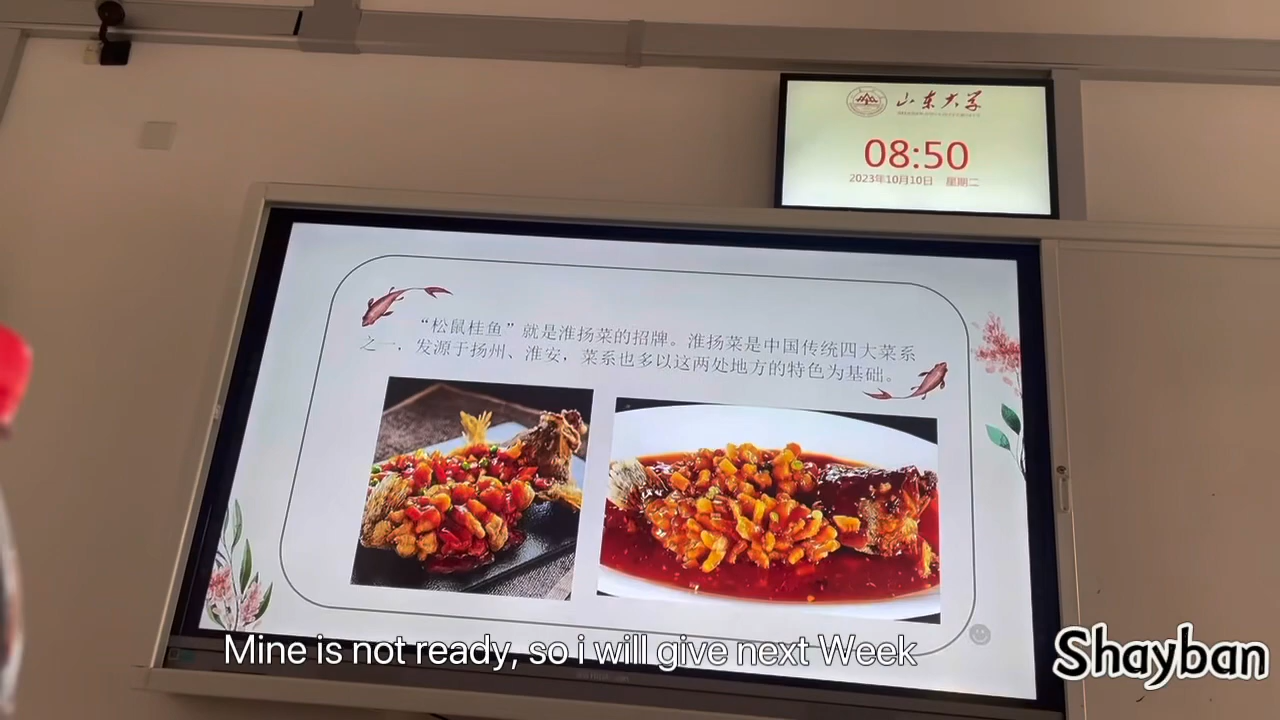 山东大学
08:50
2023年10月10日 星期二
“松鼠桂鱼”就是淮扬菜的招牌。淮扬菜是中国传统四大菜系
之一．发源于扬州、淮安，菜系也多以这两处地方的特色为基础。
Mine is not ready, so i will give next Week
Shayban